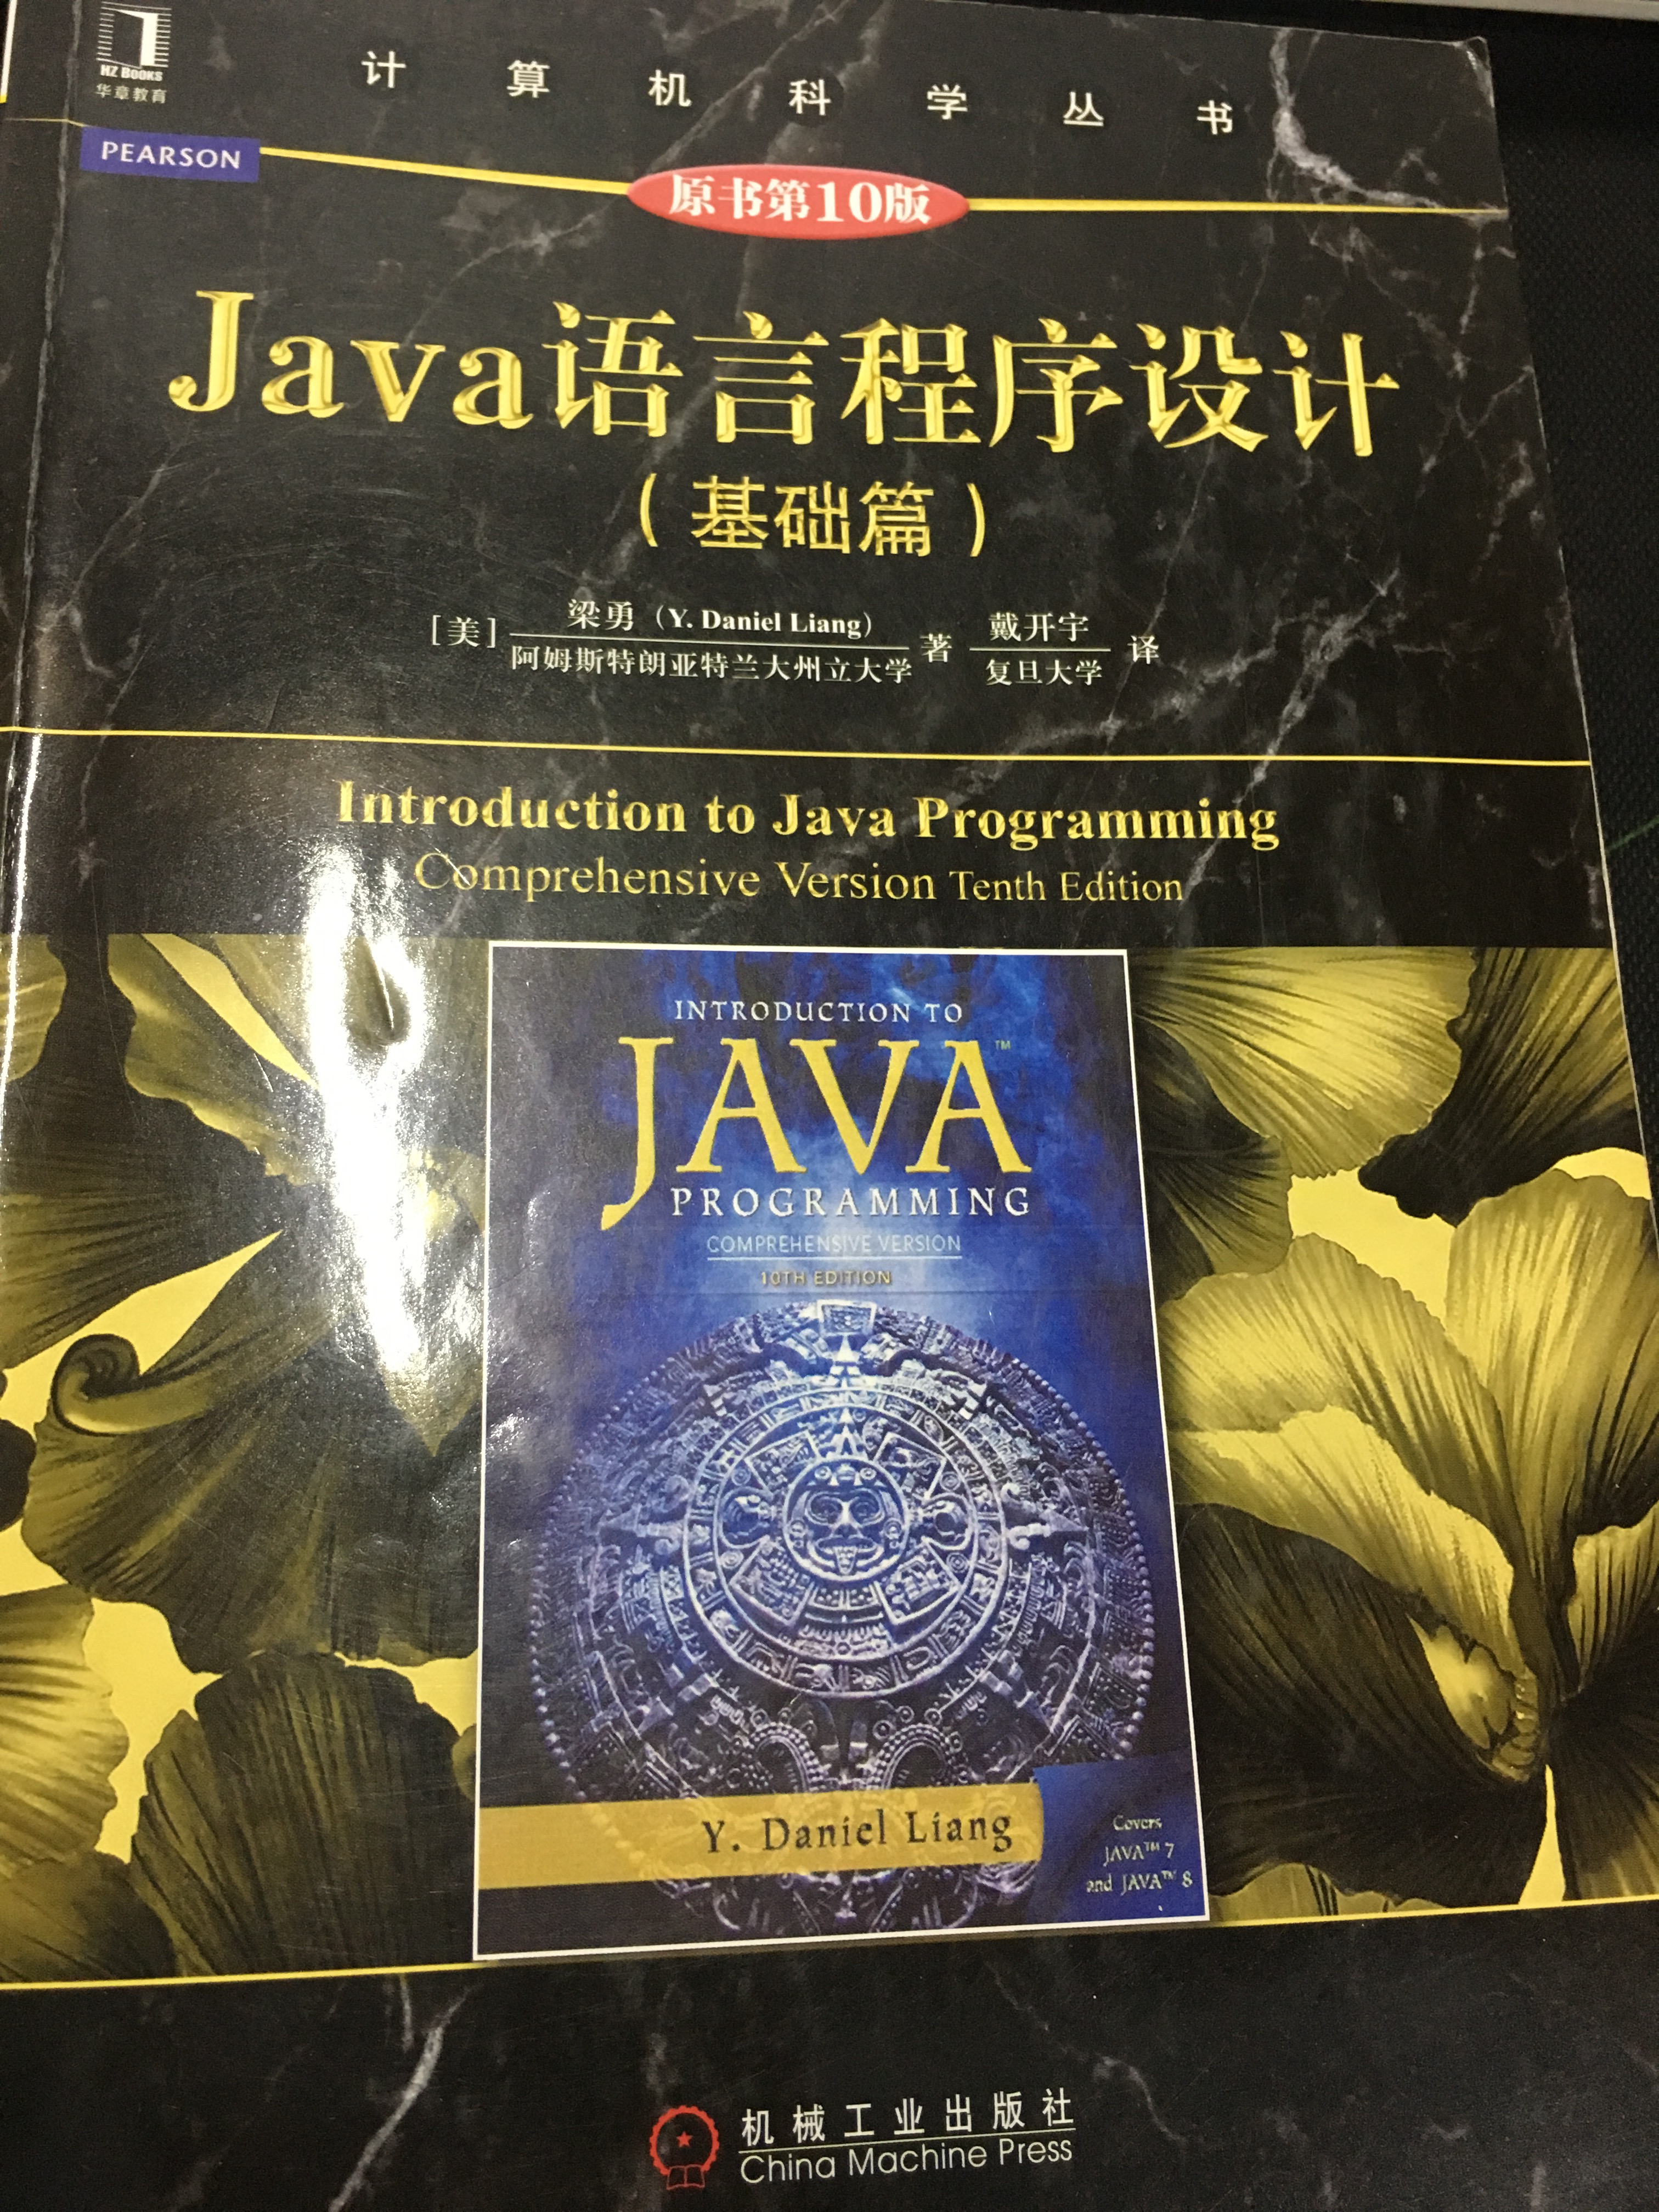 HZ BOOKS
华章教育
计算机科学丛书
PEARSON
原书第10版
Java语言程序设计
(基础篇)
[美] 梁勇 (Y. Daniel Liang) 著 戴开宇 译
阿姆斯特朗亚特兰大州立大学 复旦大学
Introduction to Java Programming
Comprehensive Version Tenth Edition
INTRODUCTION TO
JAVA™
PROGRAMMING
COMPREHENSIVE VERSION
10TH EDITION
Y. Daniel Liang
Covers
JAVA™ 7
and JAVA™ 8
机械工业出版社
China Machine Press